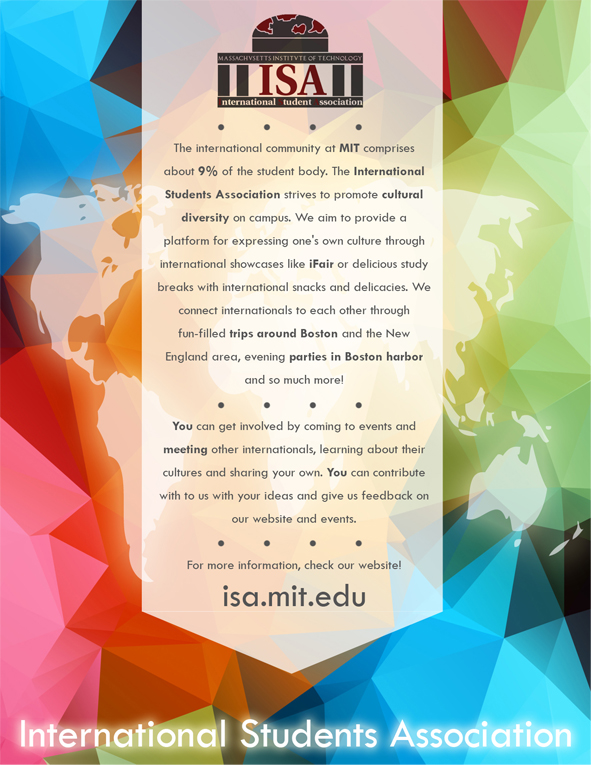 MASSACHVSETTS INSTITVTE OF TECHNOLOGY
ISA
nternational tudent ssociation
The international community at MIT comprises
about 9% of the student body. The International
Students Association strives to promote cultural
diversity on campus. We aim to provide a
platform for expressing one's own culture through
international showcases like iFair or delicious study
breaks with international snacks and delicacies. We
connect internationals to each other through
fun-filled trips around Boston and the New
England area, evening parties in Boston harbor
and so much more!
You can get involved by coming to events and
meeting other internationals, learning about their
cultures and sharing your own. You can contribute
with to us with your ideas and give us feedback on
our website and events.
For more information, check our website!
isa.mit.edu
International Students Association